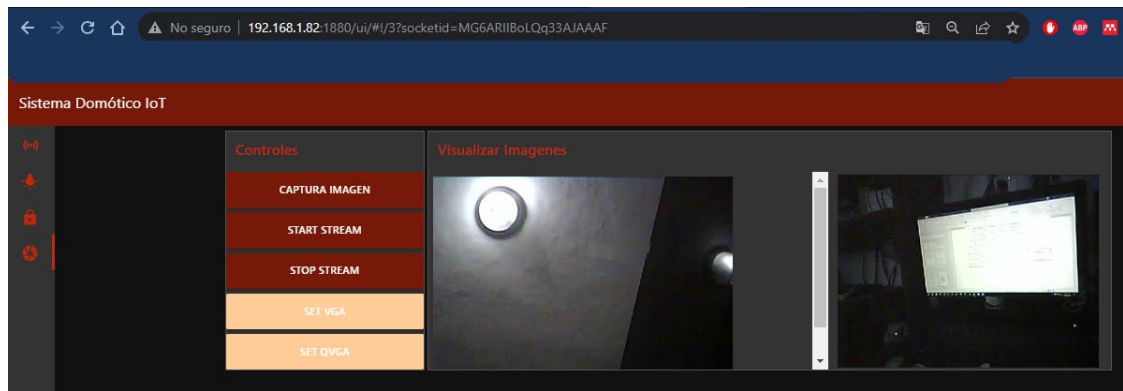 No seguro | 192.168.1.82:1880/ui/#!/3?socketid=MG6ARIIBoLQq33AJAAAF
ABP
Sistema Domótico IoT
Controles
Visualizar Imagenes
CAPTURA IMAGEN
START STREAM
STOP STREAM
SET VGA
SET QVGA